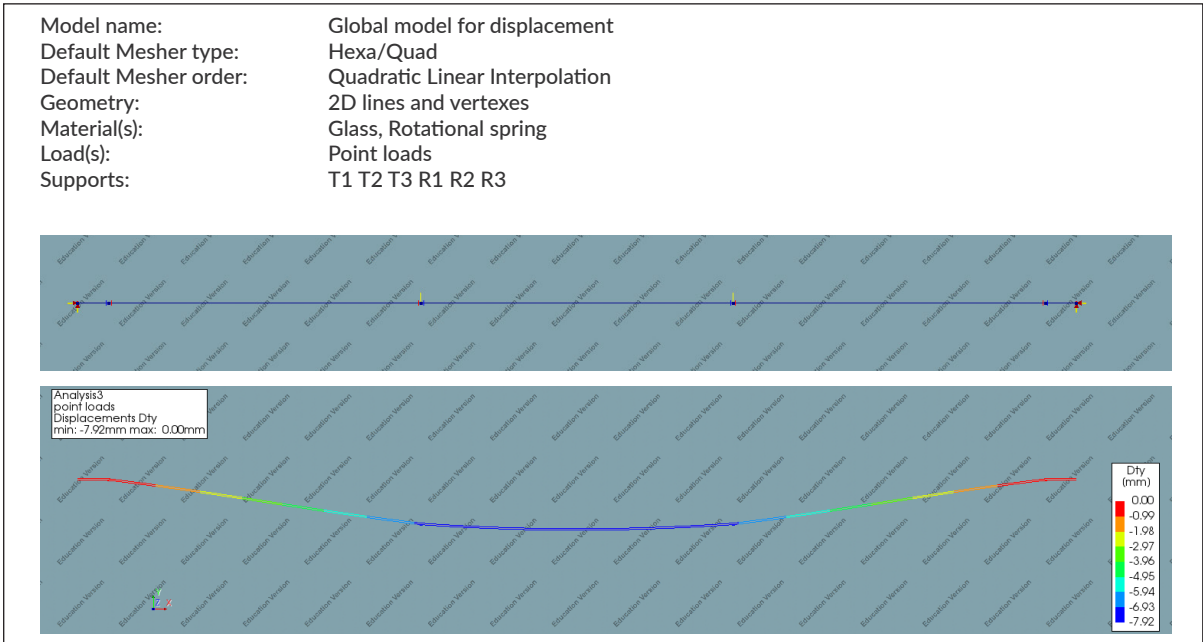 Model name: Global model for displacement
Default Mesher type: Hexa/Quad
Default Mesher order: Quadratic Linear Interpolation
Geometry: 2D lines and vertexes
Material(s): Glass, Rotational spring
Load(s): Point loads
Supports: T1 T2 T3 R1 R2 R3
Education Version
Analysis3
point loads
Displacements Dty
min: -7.92mm max: 0.00mm
Dty
(mm)
0.00
-0.99
-1.98
-2.97
-3.96
-4.95
-5.94
-6.93
-7.92
Y
Z X